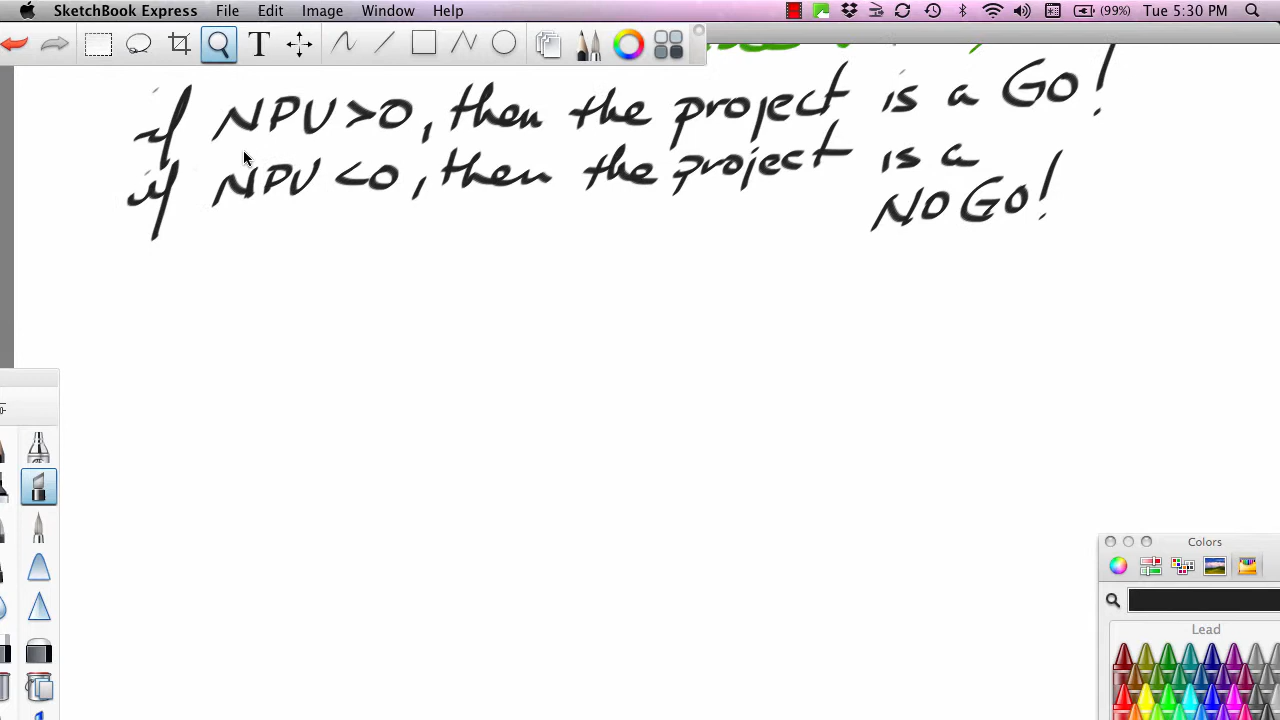 SketchBook Express File Edit Image Window Help (99%) Tue 5:30 PM
T
if NPV>0, then the project is a GO!
if NPV<0, then the project is a
NO GO!
Colors
Lead